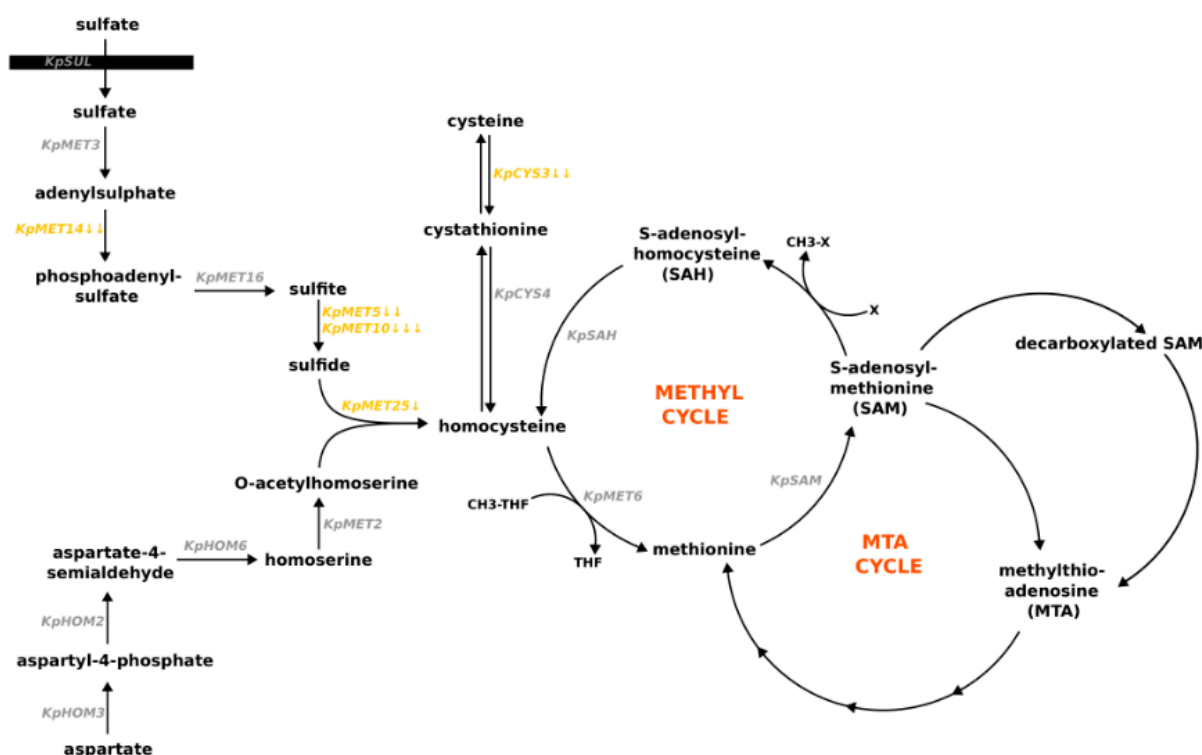 sulfate
KpSUL
sulfate
KpMET3
adenylsulphate
KpMET14↓↓
phosphoadenyl-
sulfate
KpMET16
sulfite
KpMET5↓↓
KpMET10↓↓↓
sulfide
KpMET25↓
O-acetylhomoserine
KpMET2
homoserine
KpHOM6
aspartate-4-
semialdehyde
KpHOM2
aspartyl-4-phosphate
KpHOM3
aspartate
cysteine
KpCYS3↓↓
cystathionine
KpCYS4
homocysteine
S-adenosyl-
homocysteine
(SAH)
KpSAH
CH3-X
X
METHYL
CYCLE
S-adenosyl-
methionine
(SAM)
KpSAM
KpMET6
CH3-THF
THF
methionine
MTA
CYCLE
decarboxylated SAM
methylthio-
adenosine
(MTA)